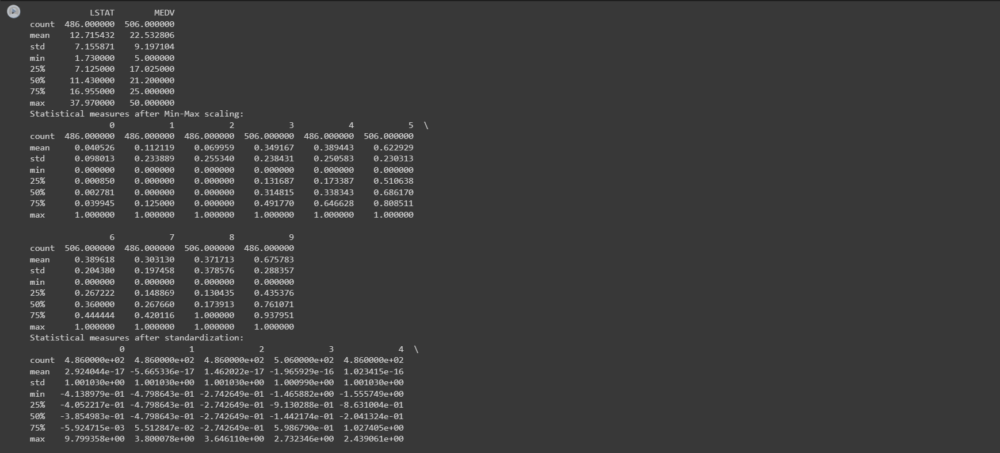 LSTAT        MEDV
count  486.000000  506.000000
mean    12.715432   22.532806
std      7.155871    9.197104
min      1.730000    5.000000
25%      7.125000   17.025000
50%     11.430000   21.200000
75%     16.955000   25.000000
max     37.970000   50.000000
Statistical measures after Min-Max scaling:
                0           1           2           3           4           5  \
count  486.000000  486.000000  486.000000  506.000000  486.000000  506.000000
mean     0.040526    0.112119    0.069959    0.349167    0.389443    0.622929
std      0.098013    0.233889    0.255340    0.238431    0.250583    0.230313
min      0.000000    0.000000    0.000000    0.000000    0.000000    0.000000
25%      0.000850    0.000000    0.000000    0.131687    0.173387    0.510638
50%      0.002781    0.000000    0.000000    0.314815    0.338343    0.686170
75%      0.039945    0.125000    0.000000    0.491770    0.646628    0.808511
max      1.000000    1.000000    1.000000    1.000000    1.000000    1.000000
                6           7           8           9
count  506.000000  486.000000  506.000000  486.000000
mean     0.389618    0.303130    0.371713    0.675783
std      0.204380    0.197458    0.378576    0.288357
min      0.000000    0.000000    0.000000    0.000000
25%      0.267222    0.148869    0.130435    0.435376
50%      0.360000    0.267660    0.173913    0.761071
75%      0.444444    0.420116    1.000000    0.937951
max      1.000000    1.000000    1.000000    1.000000
Statistical measures after standardization:
                  0             1             2             3             4  \
count  4.860000e+02  4.860000e+02  4.860000e+02  5.060000e+02  4.860000e+02
mean   2.924044e-17 -5.665336e-17  1.462022e-17 -1.965929e-16  1.023415e-16
std    1.001030e+00  1.001030e+00  1.001030e+00  1.000990e+00  1.001030e+00
min   -4.138979e-01 -4.798643e-01 -2.742649e-01 -1.465882e+00 -1.555749e+00
25%   -4.052217e-01 -4.798643e-01 -2.742649e-01 -9.130288e-01 -8.631004e-01
50%   -3.854983e-01 -4.798643e-01 -2.742649e-01 -1.442174e-01 -2.041324e-01
75%   -5.924715e-03  5.512847e-02 -2.742649e-01  5.986790e-01  1.027405e+00
max    9.799358e+00  3.800078e+00  3.646110e+00  2.732346e+00  2.439061e+00